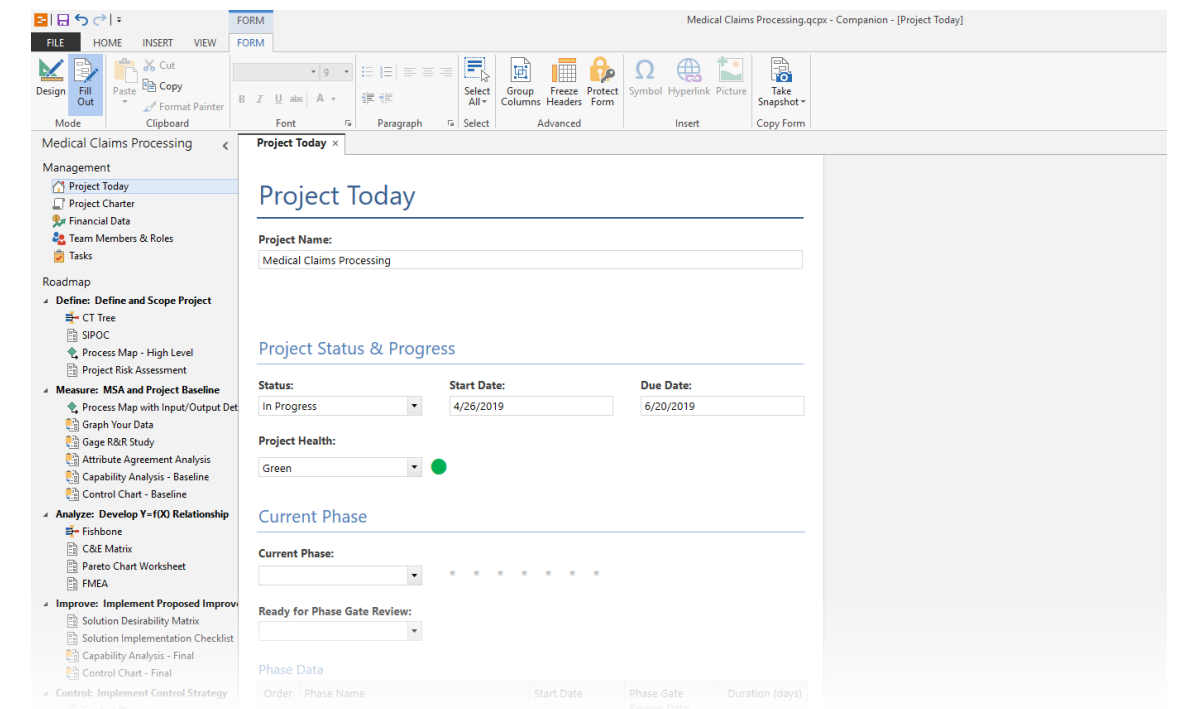 FORM
Medical Claims Processing.qcpx - Companion - [Project Today]
FILE HOME INSERT VIEW FORM
Design
Fill
Out
Paste
Cut
Copy
Format Painter
9
B I U abc A
Select
All
Group
Columns
Freeze
Headers
Protect
Form
Symbol
Hyperlink
Picture
Take
Snapshot
Mode Clipboard Font Paragraph Select Advanced Insert Copy Form
Medical Claims Processing
Management
Project Today
Project Charter
Financial Data
Team Members & Roles
Tasks
Roadmap
Define: Define and Scope Project
CT Tree
SIPOC
Process Map - High Level
Project Risk Assessment
Measure: MSA and Project Baseline
Process Map with Input/Output Det
Graph Your Data
Gage R&R Study
Attribute Agreement Analysis
Capability Analysis - Baseline
Control Chart - Baseline
Analyze: Develop Y=f(X) Relationship
Fishbone
C&E Matrix
Pareto Chart Worksheet
FMEA
Improve: Implement Proposed Improve
Solution Desirability Matrix
Solution Implementation Checklist
Capability Analysis - Final
Control Chart - Final
Control: Implement Control Strategy
Project Today ×
Project Today
Project Name:
Medical Claims Processing
Project Status & Progress
Status: Start Date: Due Date:
In Progress 4/26/2019 6/20/2019
Project Health:
Green
Current Phase
Current Phase:
* * * * * * *
Ready for Phase Gate Review:
Phase Data
Order Phase Name Start Date Phase Gate Duration (days)
Review Date